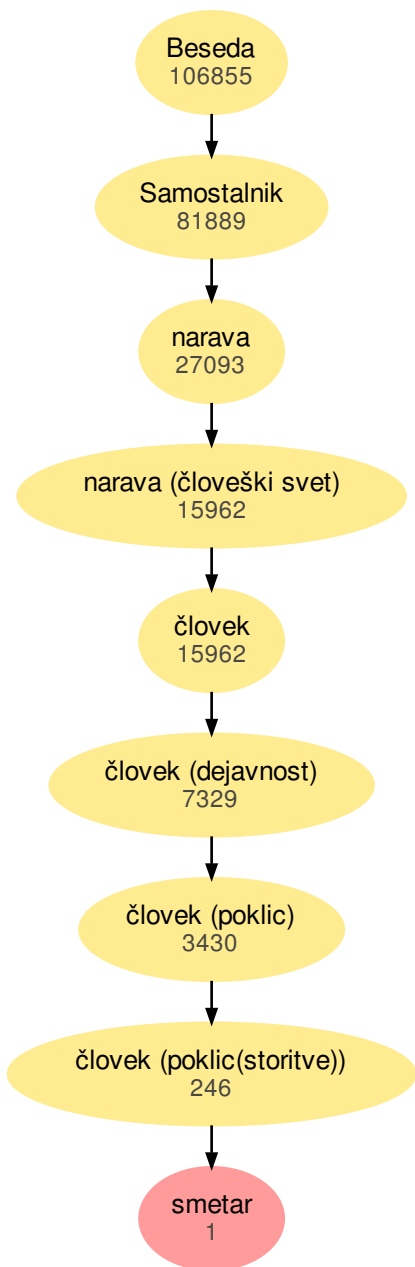 Beseda
106855
Samostalnik
81889
narava
27093
narava (človeški svet)
15962
človek
15962
človek (dejavnost)
7329
človek (poklic)
3430
človek (poklic(storitve))
246
smetar
1